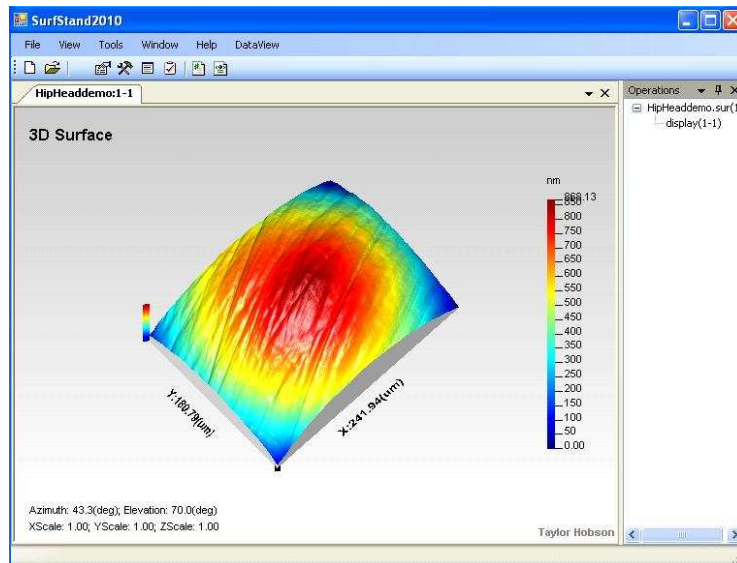 SurfStand2010
File View Tools Window Help DataView
HipHeaddemo:1-1
Operations
HipHeaddemo.sur(1
display(1-1)
3D Surface
nm
868.13
850
800
750
700
650
600
550
500
450
400
350
300
250
200
150
100
50
0.00
Y:180.79(um)
X:241.94(um)
Azimuth: 43.3(deg); Elevation: 70.0(deg)
XScale: 1.00; YScale: 1.00; ZScale: 1.00
Taylor Hobson